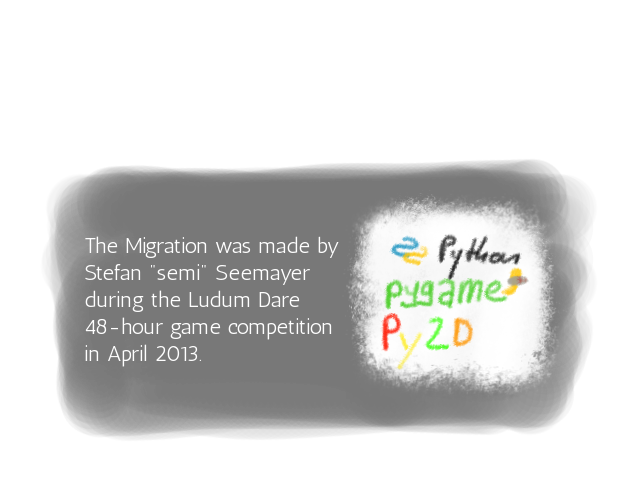 The Migration was made by
Stefan "semi" Seemayer
during the Ludum Dare
48-hour game competition
in April 2013.
Python
pygame
Py2D